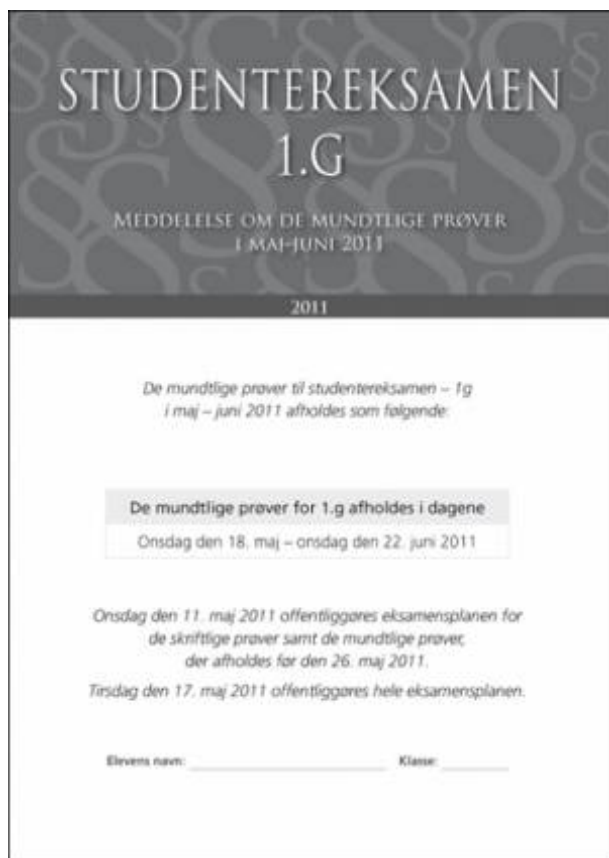 STUDENTEREKSAMEN
1.G
MEDDELELSE OM DE MUNDTLIGE PRØVER
I MAJ-JUNI 2011
2011
De mundtlige prøver til studentereksamen – 1g
i maj – juni 2011 afholdes som følgende:
De mundtlige prøver for 1.g afholdes i dagene
Onsdag den 18. maj – onsdag den 22. juni 2011
Onsdag den 11. maj 2011 offentliggøres eksamensplanen for
de skriftlige prøver samt de mundtlige prøver,
der afholdes før den 26. maj 2011.
Tirsdag den 17. maj 2011 offentliggøres hele eksamensplanen.
Elevens navn: Klasse: